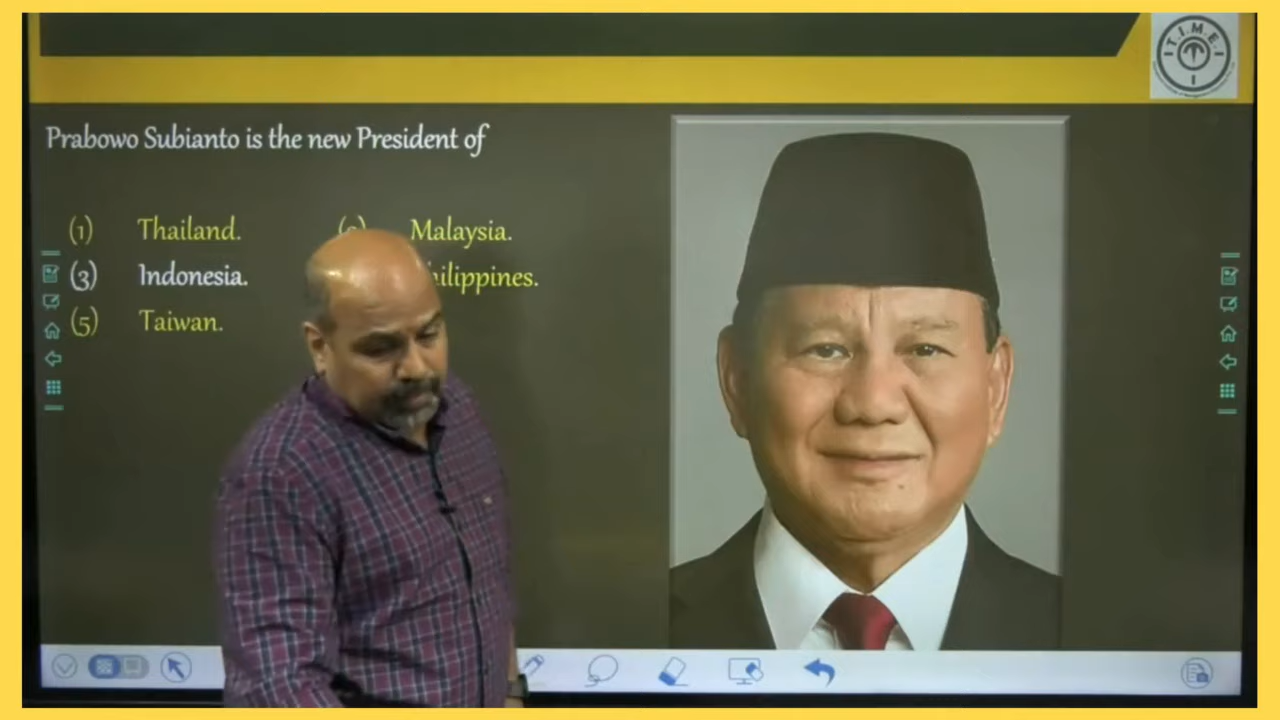 T.I.M.E.
Prabowo Subianto is the new President of
(1) Thailand. Malaysia.
(3) Indonesia.
(5) Taiwan.